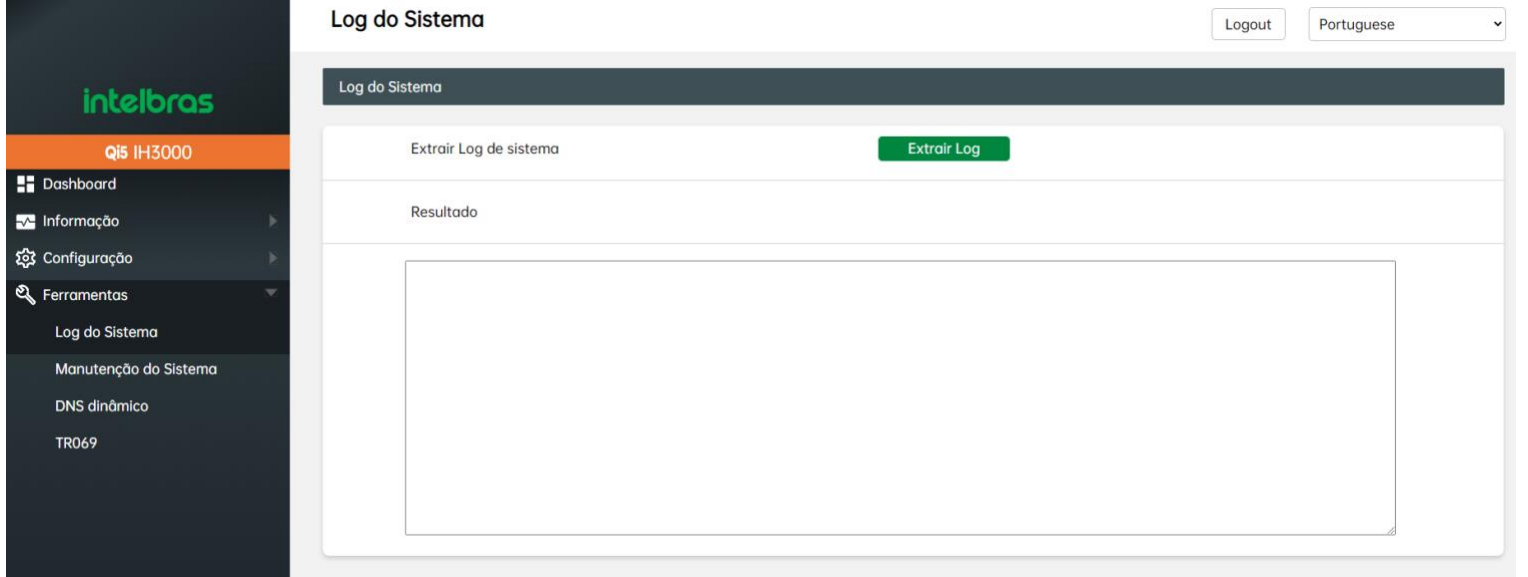 Log do Sistema
Logout
Portuguese
intelbras
Qi5 IH3000
Dashboard
Informação
Configuração
Ferramentas
Log do Sistema
Manutenção do Sistema
DNS dinâmico
TR069
Log do Sistema
Extrair Log de sistema
Extrair Log
Resultado